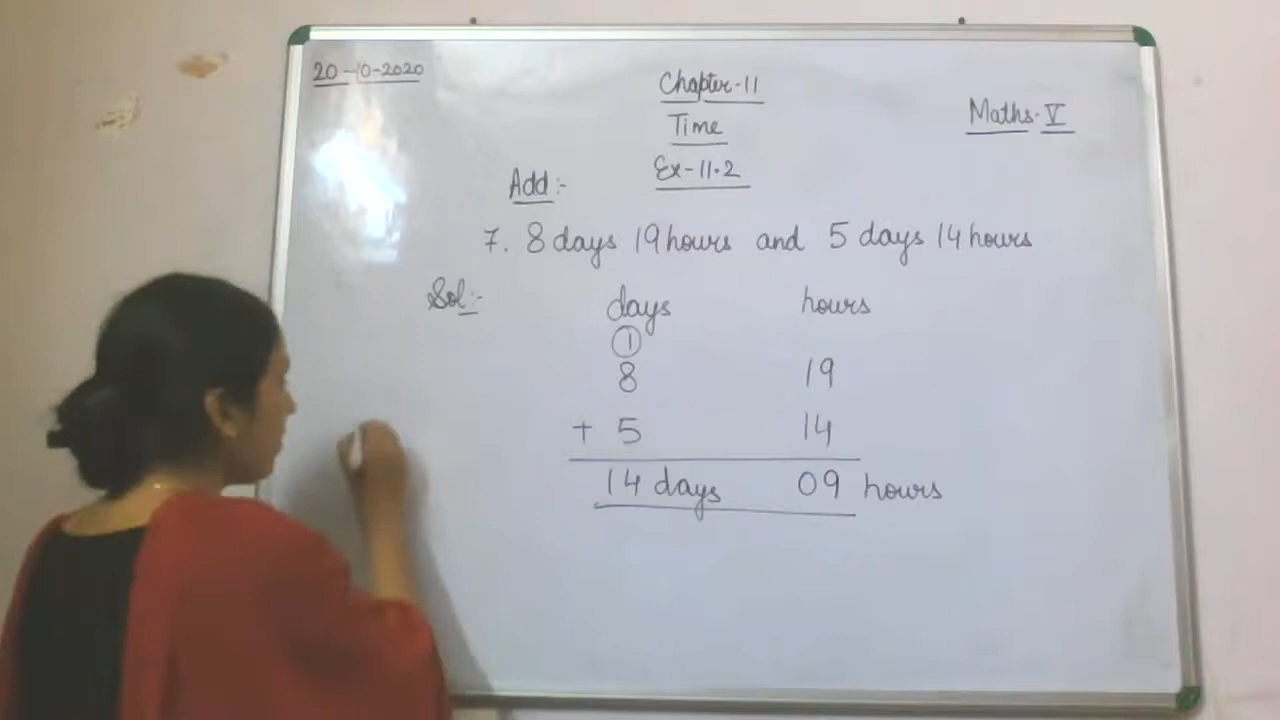 20-10-2020
Chapter-11
Maths-V
Time
Ex-11.2
Add:-
7. 8 days 19 hours and 5 days 14 hours
Sol:-
days hours
1
8 19
+ 5 14
14 days 09 hours